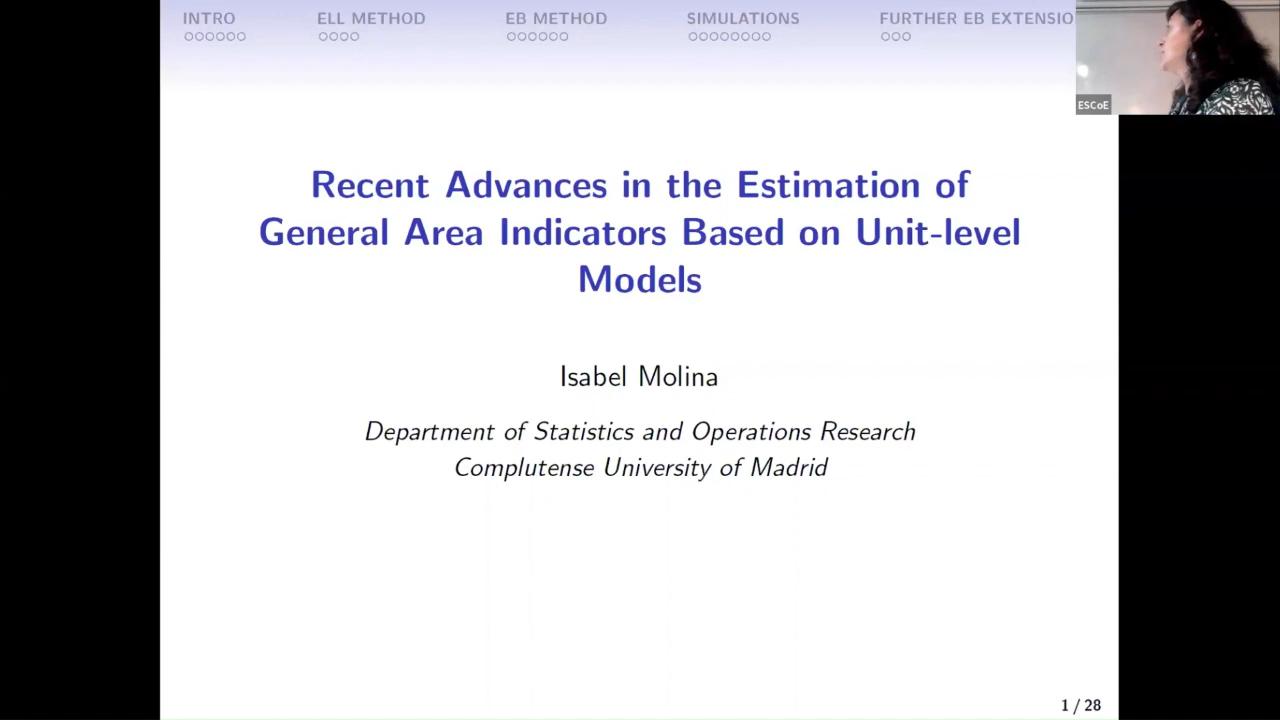 INTRO ELL METHOD EB METHOD SIMULATIONS FURTHER EB EXTENSIO
ESCoE
Recent Advances in the Estimation of
General Area Indicators Based on Unit-level
Models
Isabel Molina
Department of Statistics and Operations Research
Complutense University of Madrid
1 / 28